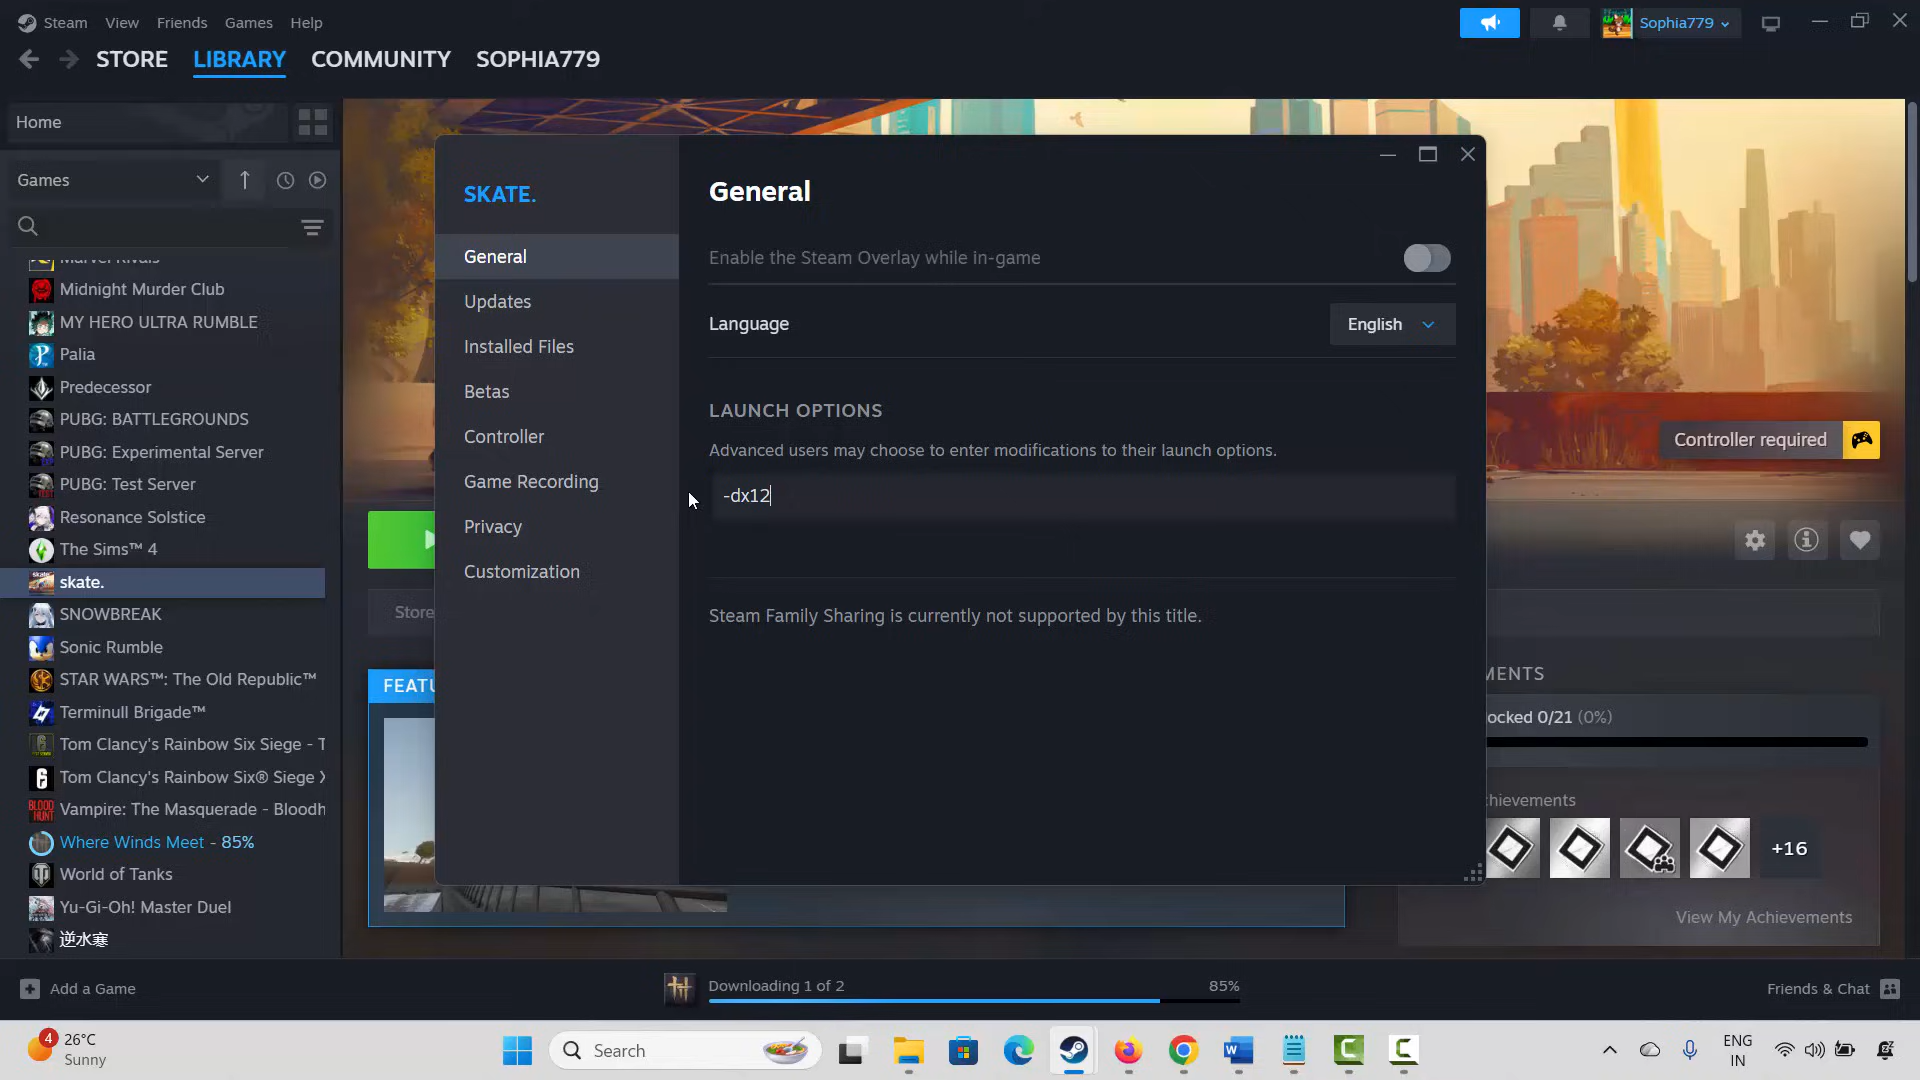 Steam View Friends Games Help
Sophia779
STORE LIBRARY COMMUNITY SOPHIA779
Home
Games
Marvel Rivals
Midnight Murder Club
MY HERO ULTRA RUMBLE
Palia
Predecessor
PUBG: BATTLEGROUNDS
PUBG: Experimental Server
PUBG: Test Server
Resonance Solstice
The Sims™ 4
skate.
SNOWBREAK
Sonic Rumble
STAR WARS™: The Old Republic™
Terminull Brigade™
Tom Clancy's Rainbow Six Siege - T
Tom Clancy's Rainbow Six® Siege X
Vampire: The Masquerade - Bloodh
Where Winds Meet - 85%
World of Tanks
Yu-Gi-Oh! Master Duel
逆水寒
SKATE.
General
Updates
Installed Files
Betas
Controller
Game Recording
Privacy
Customization
General
Enable the Steam Overlay while in-game
Language
English
LAUNCH OPTIONS
Advanced users may choose to enter modifications to their launch options.
-dx12
Steam Family Sharing is currently not supported by this title.
Controller required
Store
FEATU
MENTS
ocked 0/21 (0%)
chievements
+16
View My Achievements
Add a Game
Downloading 1 of 2
85%
Friends & Chat
4
26°C
Sunny
Search
ENG
IN